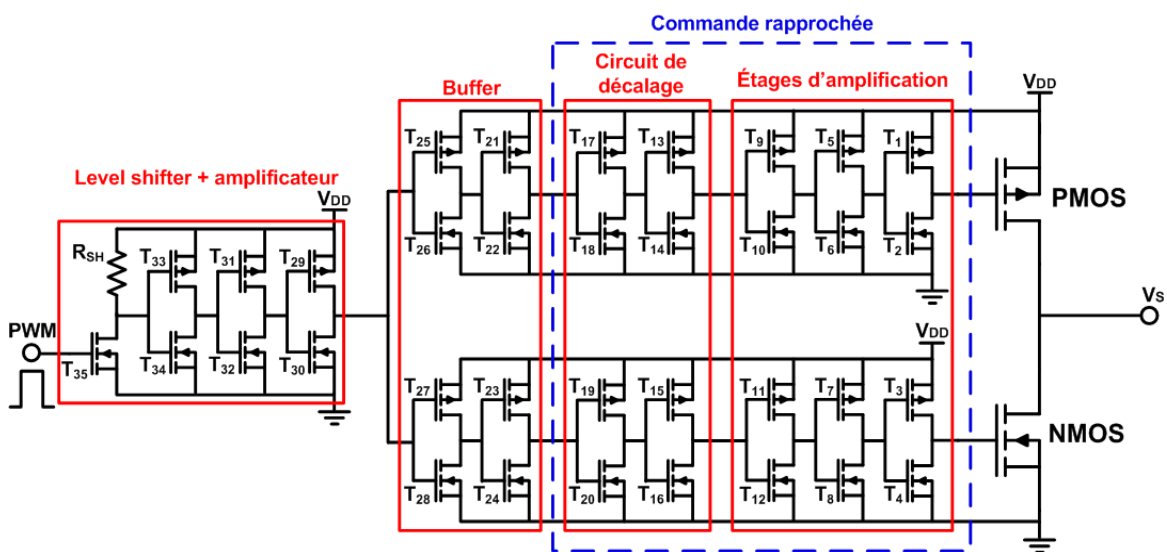 Commande rapprochée
Circuit de
décalage
Étages d'amplification
Buffer
Level shifter + amplificateur
VDD
VDD
T25 T21 T17 T13 T9 T5 T1
PMOS
T26 T22 T18 T14 T10 T6 T2
RSH
T33 T31 T29
PWM
T35 T34 T32 T30
VS
VDD
T27 T23 T19 T15 T11 T7 T3
NMOS
T28 T24 T20 T16 T12 T8 T4